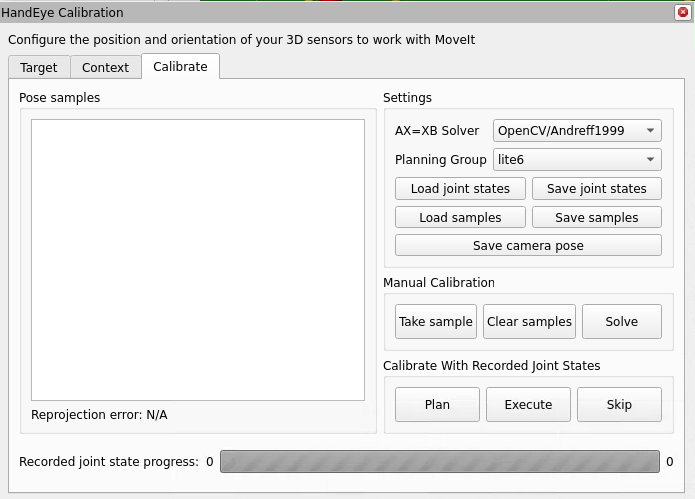 HandEye Calibration
Configure the position and orientation of your 3D sensors to work with MoveIt
Target Context Calibrate
Pose samples
Reprojection error: N/A
Settings
AX=XB Solver OpenCV/Andreff1999
Planning Group lite6
Load joint states Save joint states
Load samples Save samples
Save camera pose
Manual Calibration
Take sample Clear samples Solve
Calibrate With Recorded Joint States
Plan Execute Skip
Recorded joint state progress: 0 0